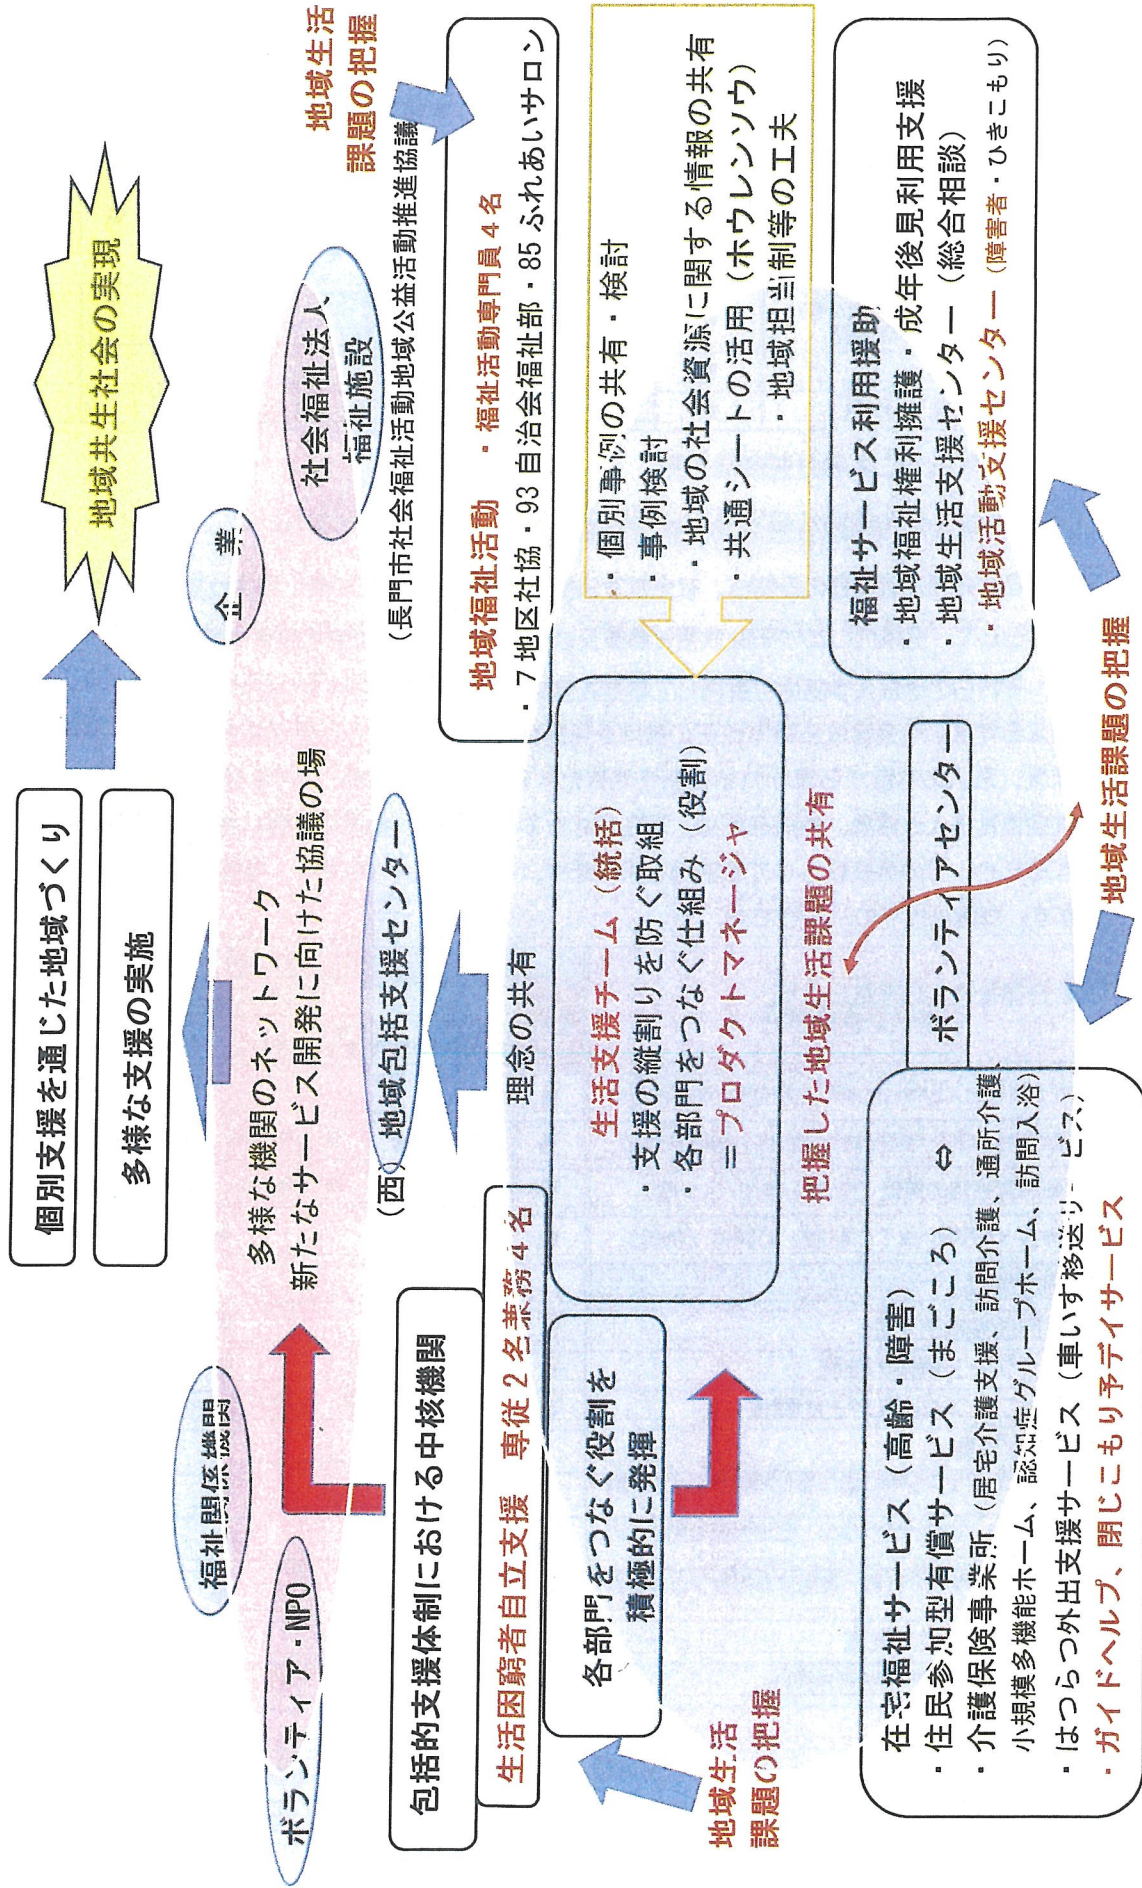 個別支援を通じた地域づくり
多様な支援の実施
地域共生社会の実現
福祉関係機関
ボランティア・NPO
多様な機関のネットワーク
新たなサービス開発に向けた協議の場
企 業
社会福祉法人
福祉施設
(西) 地域包括支援センター
(長門市社会福祉活動地域公益活動推進協議
地域生活
課題の把握
包括的支援体制における中核機関
生活困窮者自立支援 専従2名兼務4名
各部門をつなぐ役割を
積極的に発揮
地域生活
課題の把握
理念の共有
生活支援チーム (統括)
・支援の縦割りを防ぐ取組
・各部門をつなぐ仕組み (役割)
=プロダクトマネージャ
把握した地域生活課題の共有
地域福祉活動 ・福祉活動専門員4名
・7地区社協・93自治会福祉部・85ふれあいサロン
・個別事例の共有・検討
・事例検討
・地域の社会資源に関する情報の共有
・共通シートの活用 (ホウレンソウ)
・地域担当制等の工夫
在宅福祉サービス (高齢・障害)
・住民参加型有償サービス (まごころ) ⇔
・介護保険事業所 (居宅介護支援、訪問介護、通所介護、
小規模多機能ホーム、認知症グループホーム、訪問入浴)
・はつらつ外出支援サービス (車いす移送サービス)
・ガイドヘルプ、閉じこもり予デイサービス
ボランティアセンター
福祉サービス利用援助
・地域福祉権利擁護・成年後見利用支援
・地域生活支援センター (総合相談)
・地域活動支援センター (障害者・ひきこもり)
地域生活課題の把握